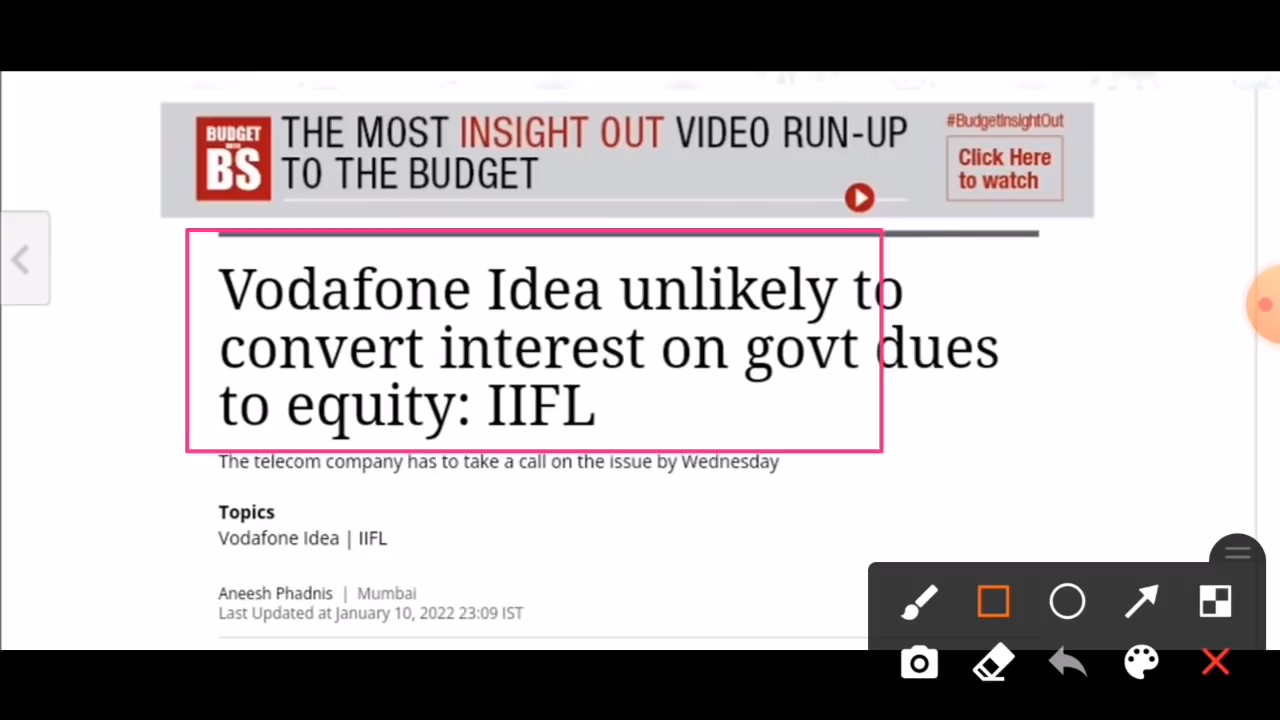 BUDGET
BS
THE MOST INSIGHT OUT VIDEO RUN-UP
TO THE BUDGET
#BudgetInsightOut
Click Here
to watch
Vodafone Idea unlikely to
convert interest on govt dues
to equity: IIFL
The telecom company has to take a call on the issue by Wednesday
Topics
Vodafone Idea | IIFL
Aneesh Phadnis | Mumbai
Last Updated at January 10, 2022 23:09 IST